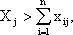 X_j > \sum_{i=1}^{n} x_{ij},